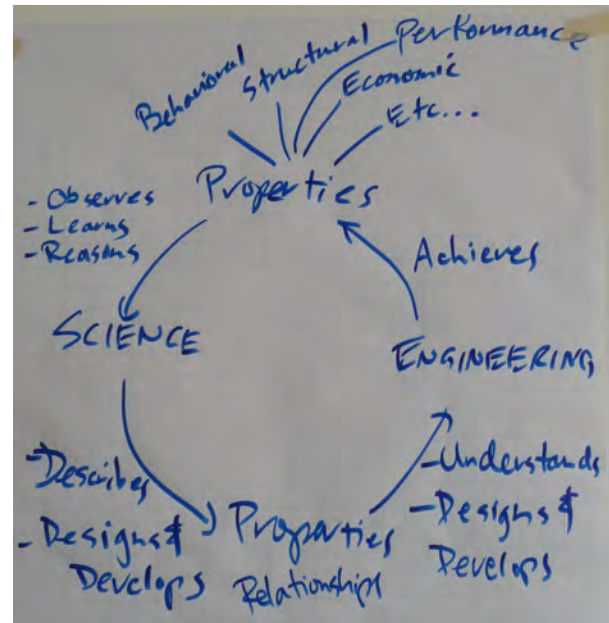 Behavioral
Structural
Performance
Economic
Etc...
Properties
- Observes
- Learns
- Reasons
Achieves
SCIENCE
ENGINEERING
- Describes
- Designs &
Develops
Properties
Relationships
- Understands
- Designs &
Develops